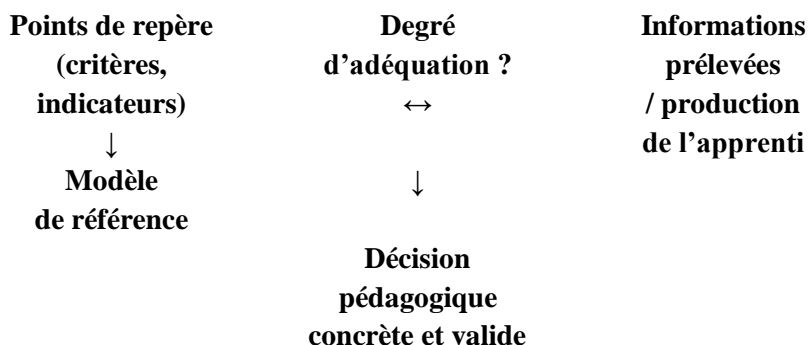 Points de repère
(critères,
indicateurs)
↓
Modèle
de référence
Degré
d’adéquation ?
↔
↓
Informations
prélevées
/ production
de l’apprenti
Décision
pédagogique
concrète et valide